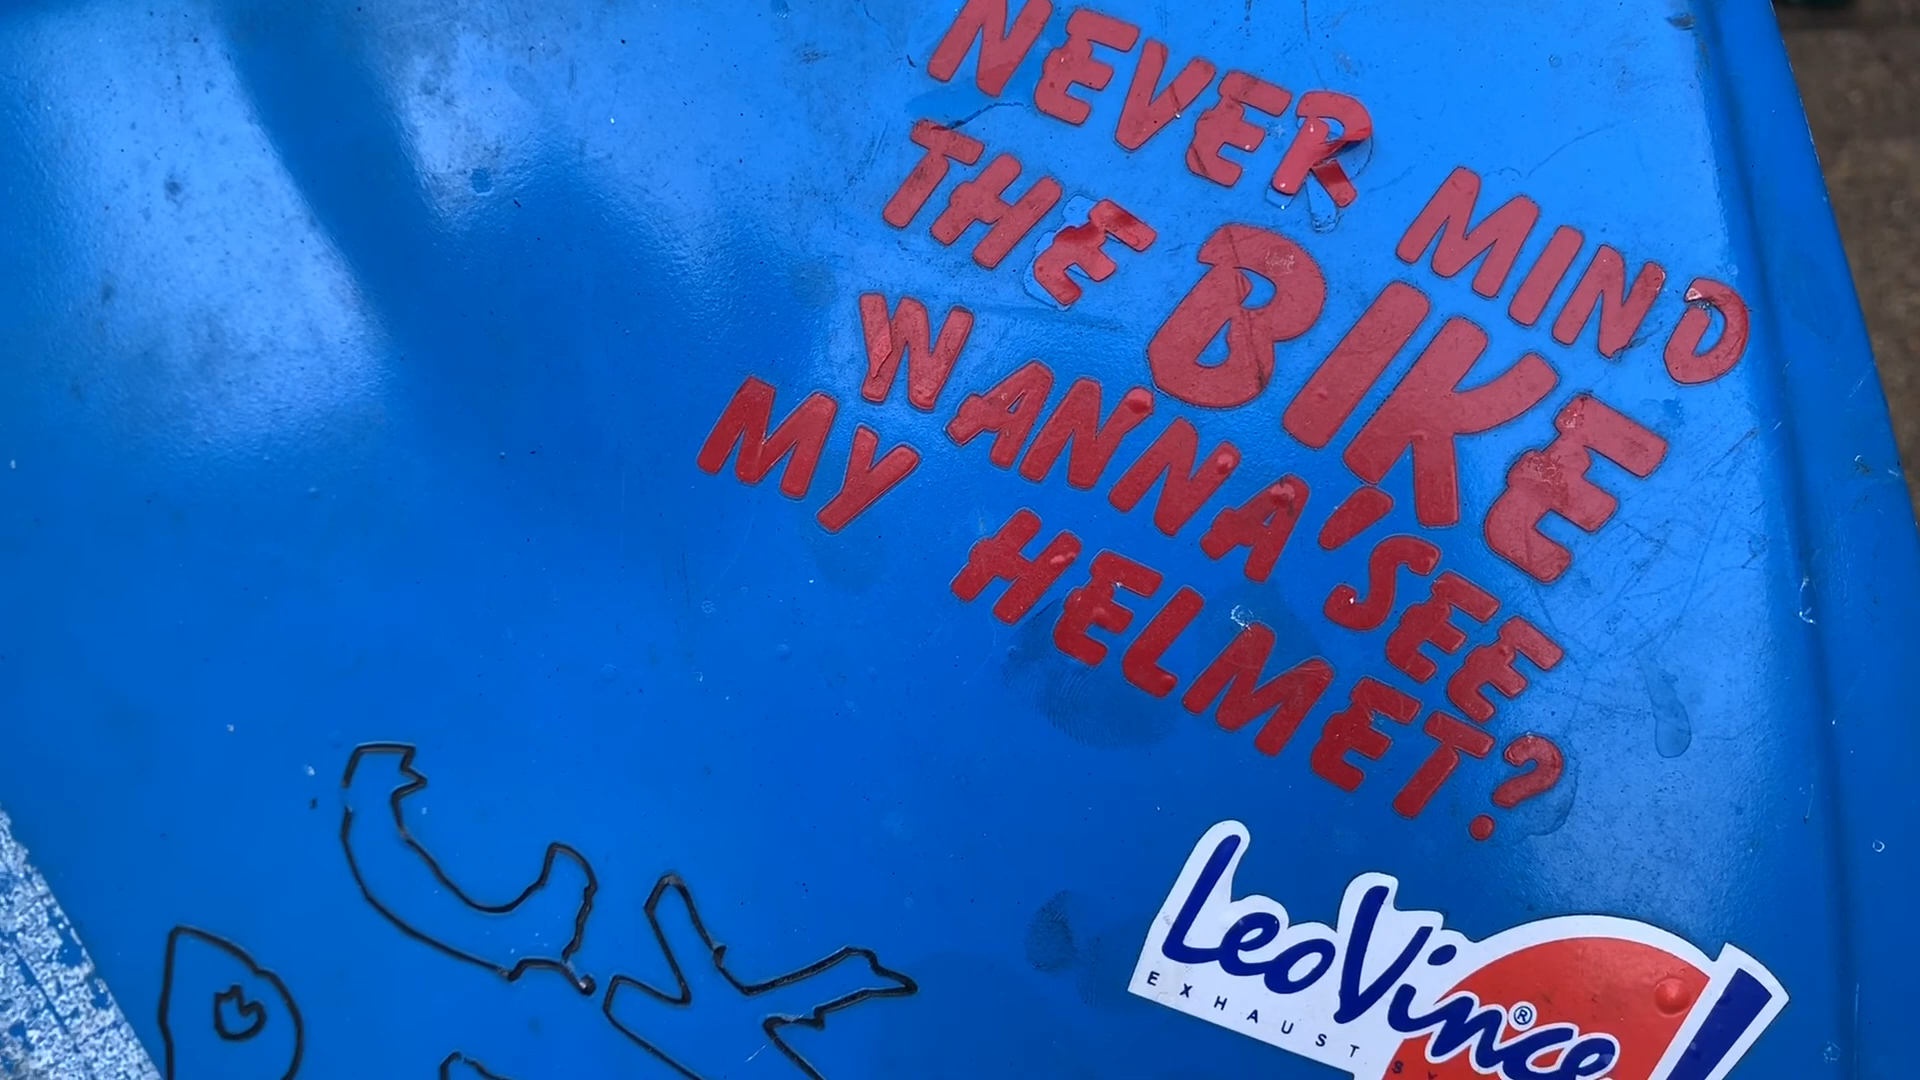 NEVER MIND
THE BIKE
WANNA'SEE
MY HELMET?
LeoVince
EXHAUST